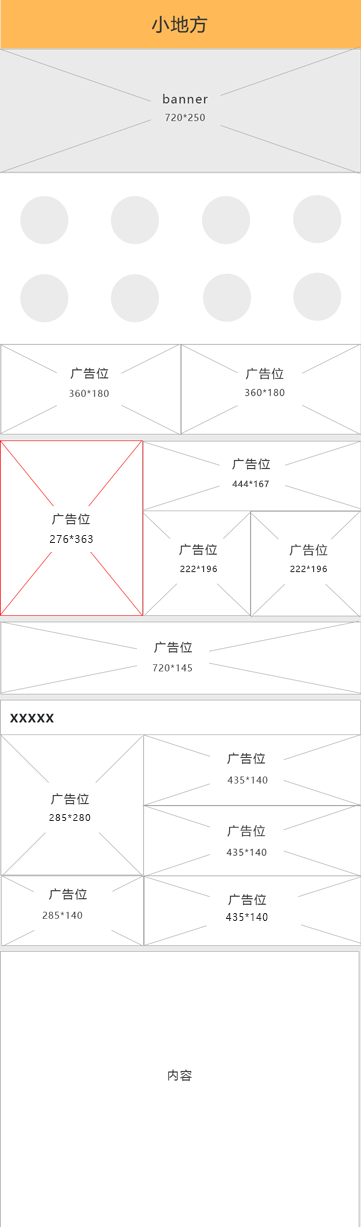 小地方
banner
720*250
广告位
360*180
广告位
360*180
广告位
276*363
广告位
444*167
广告位
222*196
广告位
222*196
广告位
720*145
XXXXX
广告位
285*280
广告位
435*140
广告位
435*140
广告位
285*140
广告位
435*140
内容